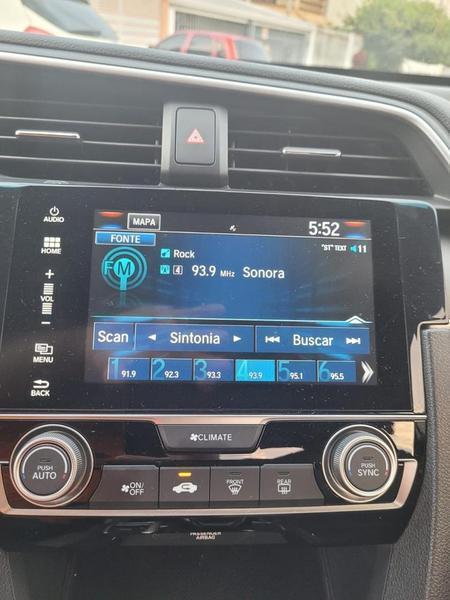 AUDIO
HOME
+
VOL
−
MENU
BACK
MAPA
5:52
FONTE
"ST" TEXT 11
FM
Rock
4 93.9 MHz Sonora
Scan ◄ Sintonia ► ⏮ Buscar ⏭
1 91.9 2 92.3 3 93.3 4 93.9 5 95.1 6 95.5
CLIMATE
PUSH
AUTO
PUSH
SYNC
ON/
OFF
FRONT
REAR
PASSENGER
AIRBAG